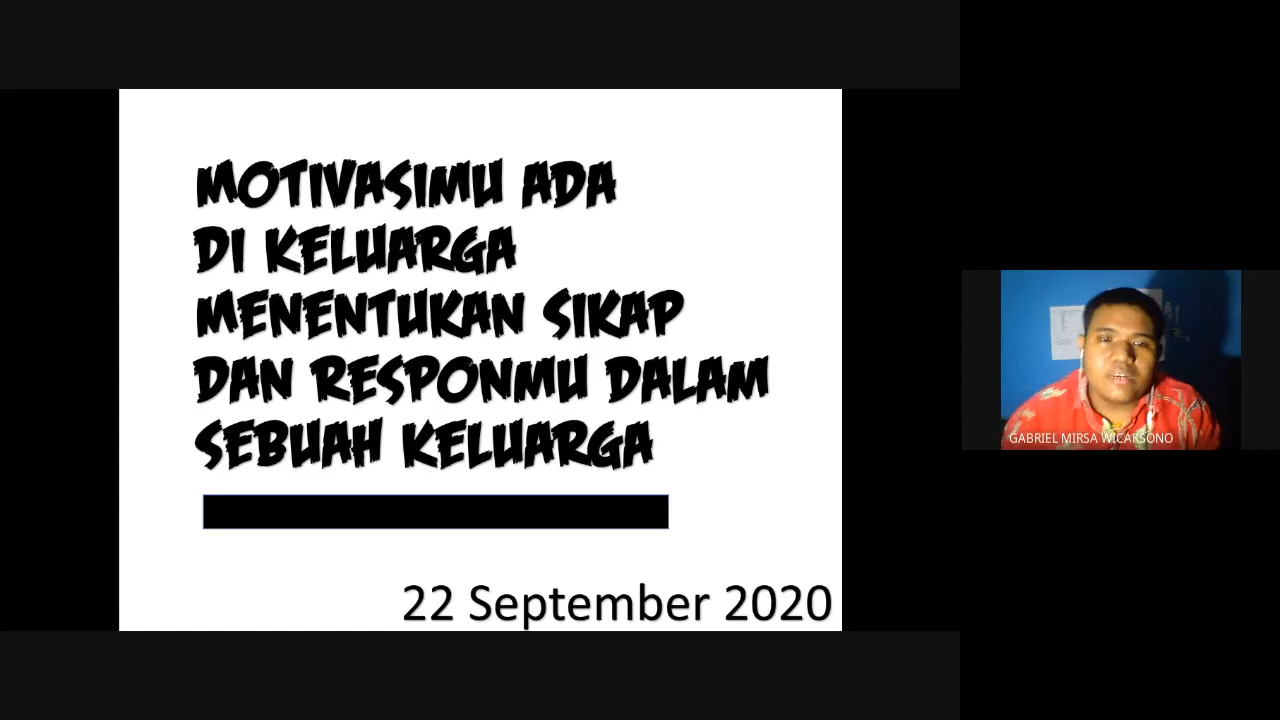 MOTIVASIMU ADA
DI KELUARGA
MENENTUKAN SIKAP
DAN RESPONMU DALAM
SEBUAH KELUARGA
22 September 2020
GABRIEL MIRSA WICAKSONO